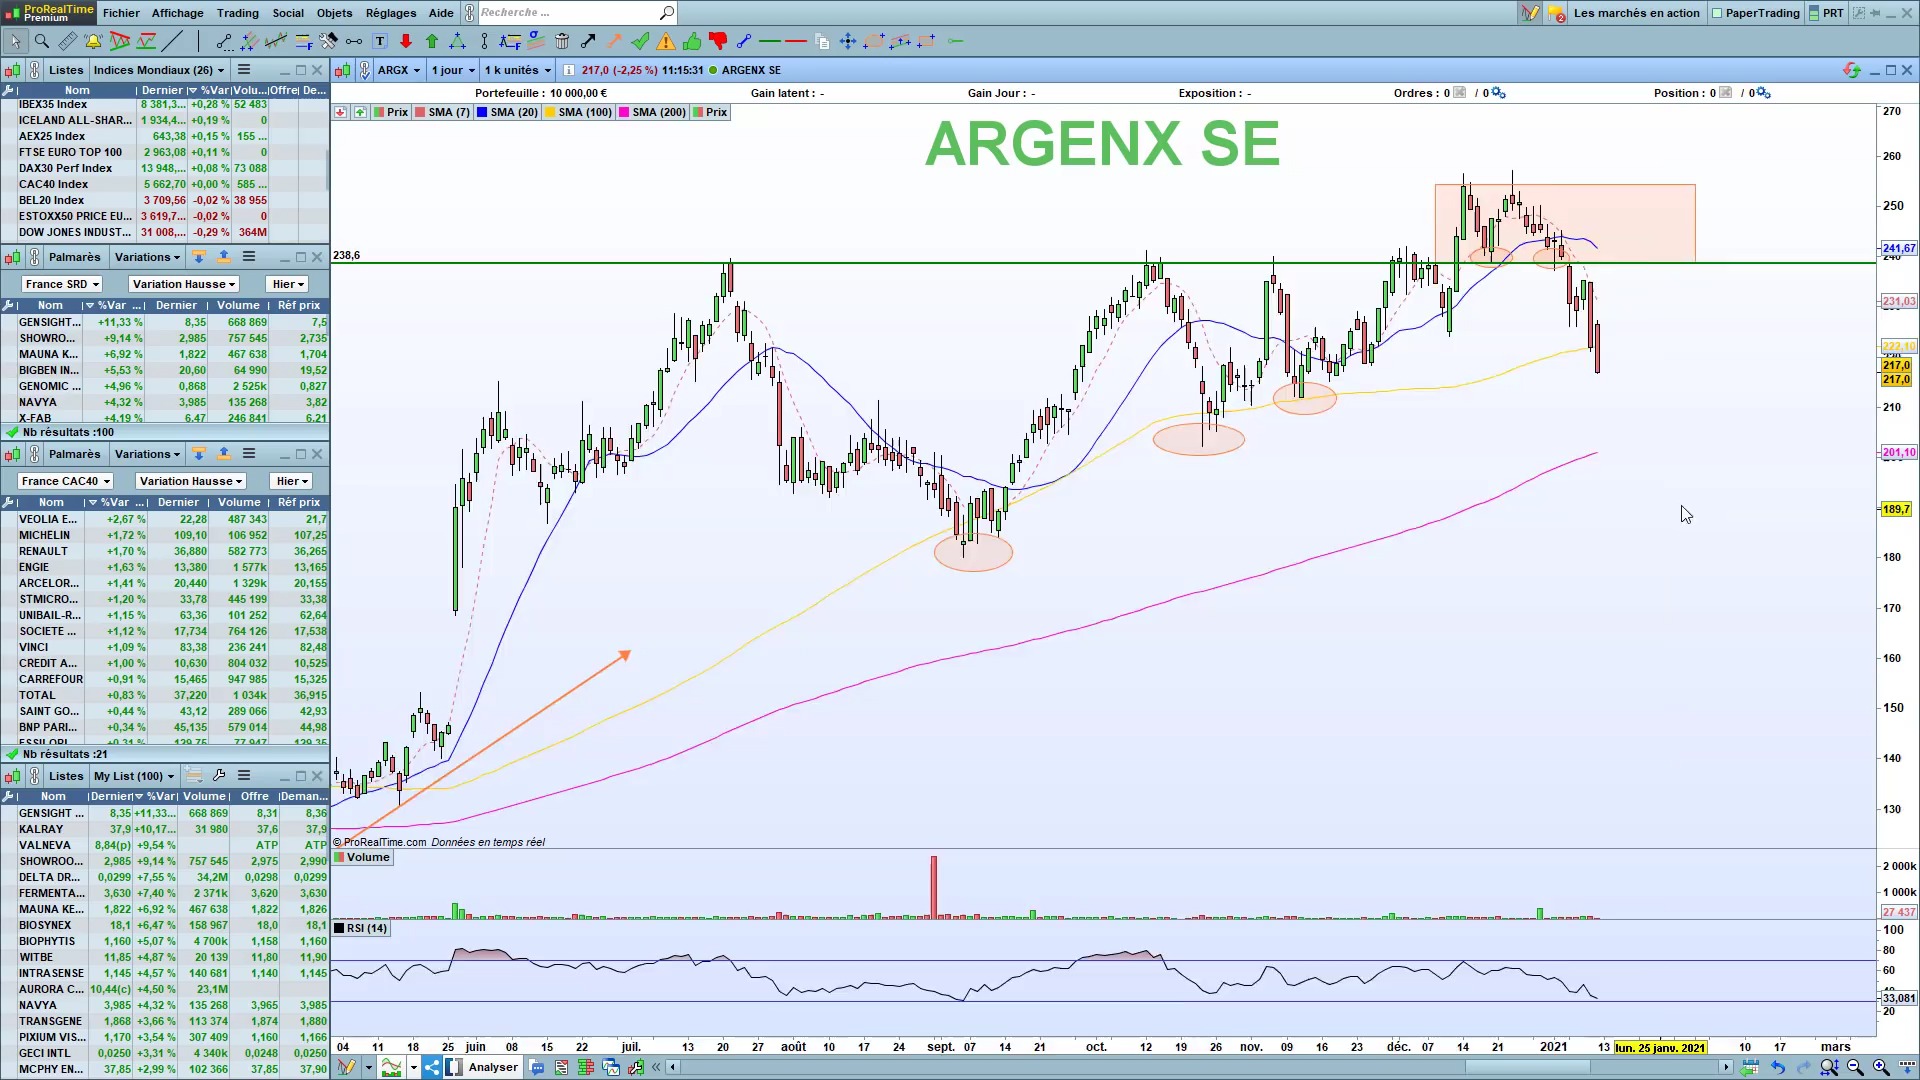 ProRealTime
Premium
Fichier Affichage Trading Social Objets Réglages Aide Recherche ... Les marchés en action PaperTrading PRT
Listes Indices Mondiaux (26)
ARGX 1 jour 1 k unités 217,0 (-2,25 %) 11:15:31 ARGENX SE
Nom Dernier %Var Volu... Offre De...
IBEX35 Index 8 381,3... +0,28 % 52 483
ICELAND ALL-SHAR... 1 934,4... +0,19 % 0
AEX25 Index 643,38 +0,15 % 155 ...
FTSE EURO TOP 100 2 963,08 +0,11 % 0
DAX30 Perf Index 13 948,... +0,08 % 73 088
CAC40 Index 5 662,70 +0,00 % 585 ...
BEL20 Index 3 709,56 -0,02 % 38 955
ESTOXX50 PRICE EU... 3 619,7... -0,02 % 0
DOW JONES INDUST... 31 008,... -0,29 % 364M
Palmarès Variations
France SRD Variation Hausse Hier
Nom %Var ... Dernier Volume Réf prix
GENSIGHT... +11,33 % 8,35 668 869 7,5
SHOWRO... +9,14 % 2,985 757 545 2,735
MAUNA K... +6,92 % 1,822 467 638 1,704
BIGBEN IN... +5,53 % 20,60 64 990 19,52
GENOMIC ... +4,96 % 0,868 2 525k 0,827
NAVYA +4,32 % 3,985 135 268 3,82
X-FAB +4,19 % 6,47 246 841 6,21
Nb résultats :100
Palmarès Variations
France CAC40 Variation Hausse Hier
Nom %Var ... Dernier Volume Réf prix
VEOLIA E... +2,67 % 22,28 487 343 21,7
MICHELIN +1,72 % 109,10 106 952 107,25
RENAULT +1,70 % 36,880 582 773 36,265
ENGIE +1,63 % 13,380 1 577k 13,165
ARCELOR... +1,41 % 20,440 1 329k 20,155
STMICRO... +1,20 % 33,78 445 199 33,38
UNIBAIL-R... +1,15 % 63,36 101 252 62,64
SOCIETE ... +1,12 % 17,734 764 126 17,538
VINCI +1,09 % 83,38 236 241 82,48
CREDIT A... +1,00 % 10,630 804 032 10,525
CARREFOUR +0,91 % 15,465 947 985 15,325
TOTAL +0,83 % 37,220 1 034k 36,915
SAINT GO... +0,44 % 43,12 289 066 42,93
BNP PARI... +0,34 % 45,135 579 014 44,98
ESSILORL... +0,31 % 129,75 77 947 129,35
Nb résultats :21
Listes My List (100)
Nom Dernier %Var Volume Offre Deman...
GENSIGHT ... 8,35 +11,33... 668 869 8,31 8,36
KALRAY 37,9 +10,17... 31 980 37,6 37,9
VALNEVA 8,84(p) +9,54 % ATP ATP
SHOWROO... 2,985 +9,14 % 757 545 2,975 2,990
DELTA DR... 0,0299 +7,55 % 34,2M 0,0298 0,0299
FERMENTA... 3,630 +7,40 % 2 371k 3,620 3,630
MAUNA KE... 1,822 +6,92 % 467 638 1,822 1,826
BIOSYNEX 18,1 +6,47 % 158 967 18,0 18,1
BIOPHYTIS 1,160 +5,07 % 4 700k 1,158 1,160
WITBE 11,85 +4,87 % 20 139 11,80 11,90
INTRASENSE 1,145 +4,57 % 140 681 1,140 1,145
AURORA C... 10,44(c) +4,50 % 23,1M
NAVYA 3,985 +4,32 % 135 268 3,965 3,985
TRANSGENE 1,868 +3,66 % 113 374 1,874 1,880
PIXIUM VIS... 1,170 +3,54 % 307 409 1,160 1,166
GECI INTL 0,0250 +3,31 % 4 340k 0,0248 0,0250
MCPHY EN... 37,85 +2,99 % 102 366 37,85 37,90
Portefeuille : 10 000,00 € Gain latent : - Gain Jour : - Exposition : - Ordres : 0 / 0 Position : 0 / 0
Prix SMA (7) SMA (20) SMA (100) SMA (200) Prix
ARGENX SE
238,6
270
260
250
241,67
240
231,03
222,10
217,0
217,0
210
201,10
189,7
180
170
160
150
140
130
© ProRealTime.com Données en temps réel
Volume
2 000k
1 000k
27 437
RSI (14)
100
80
60
33,081
20
04 11 18 25 juin 08 15 22 juil. 13 20 27 août 10 17 24 sept. 07 14 21 oct. 12 19 26 nov. 09 16 23 déc. 07 14 21 2021 13 lun. 25 janv. 2021 10 17 mars
Analyser